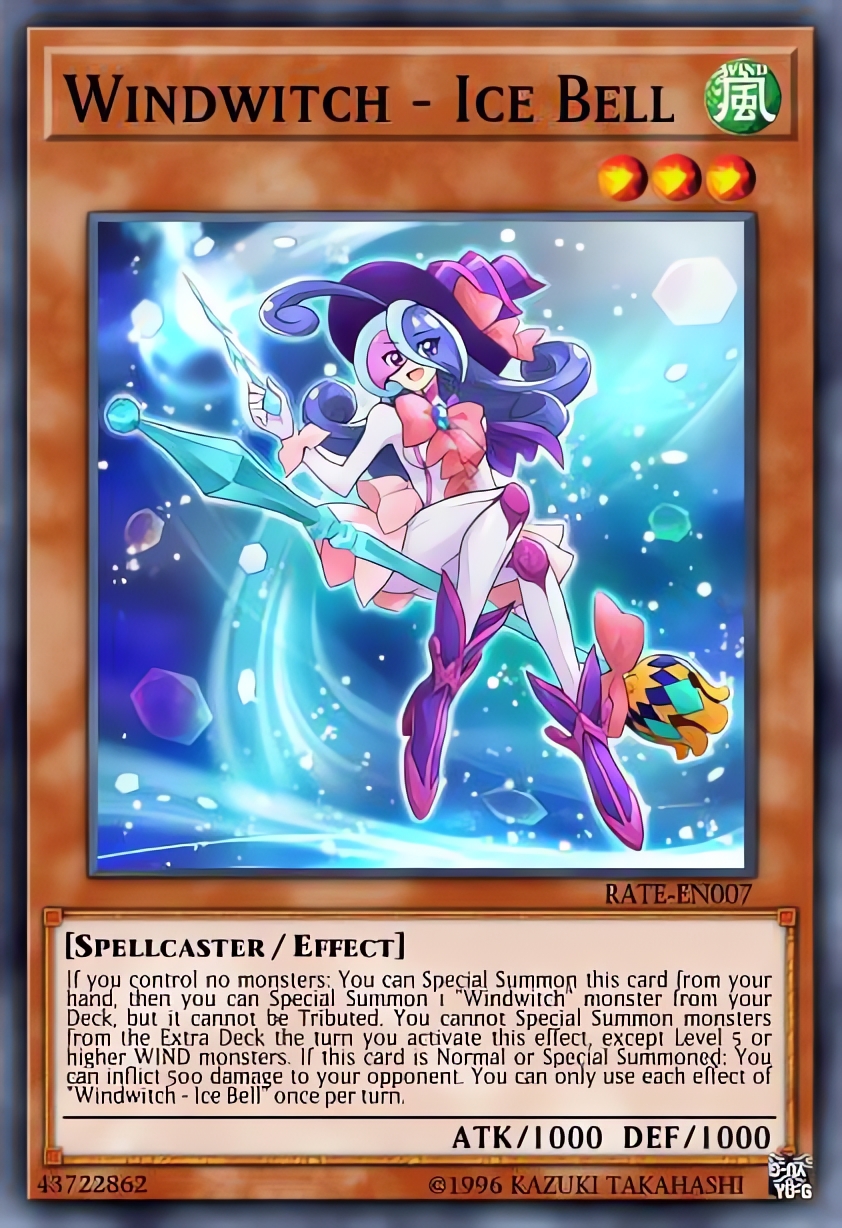 Windwitch - Ice Bell
WIND
風
RATE-EN007
[Spellcaster / Effect]
If you control no monsters: You can Special Summon this card from your
hand, then you can Special Summon 1 "Windwitch" monster from your
Deck, but it cannot be Tributed. You cannot Special Summon monsters
from the Extra Deck the turn you activate this effect, except Level 5 or
higher WIND monsters. If this card is Normal or Special Summoned: You
can inflict 500 damage to your opponent. You can only use each effect of
"Windwitch - Ice Bell" once per turn.
ATK/1000 DEF/1000
43722862
©1996 KAZUKI TAKAHASHI